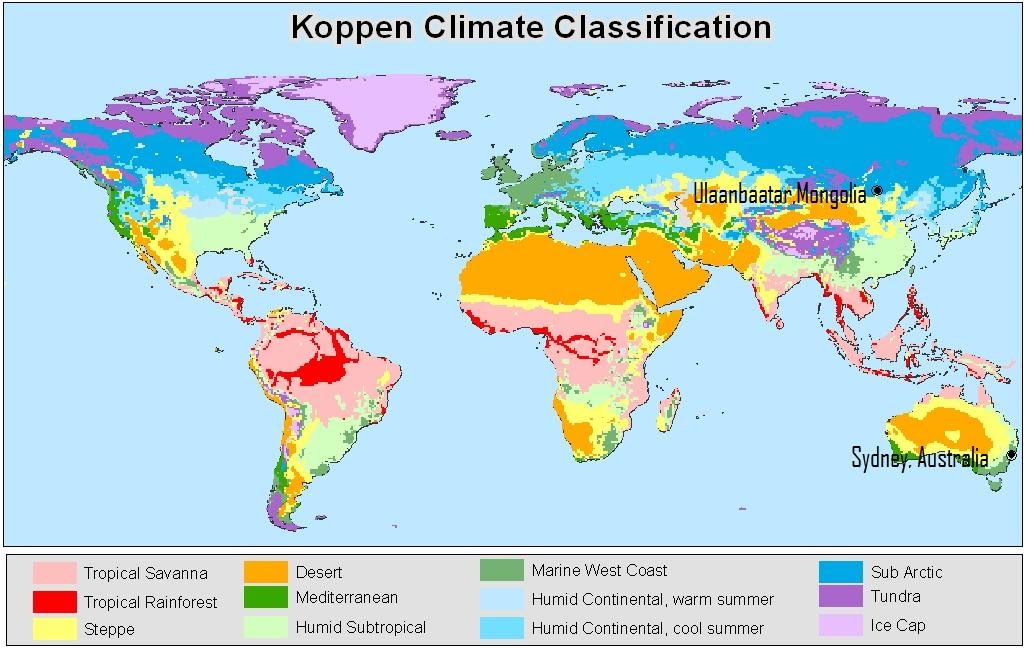 Koppen Climate Classification
Ulaanbaatar, Mongolia
Sydney, Australia
Tropical Savanna
Desert
Marine West Coast
Sub Arctic
Tropical Rainforest
Mediterranean
Humid Continental, warm summer
Tundra
Steppe
Humid Subtropical
Humid Continental, cool summer
Ice Cap